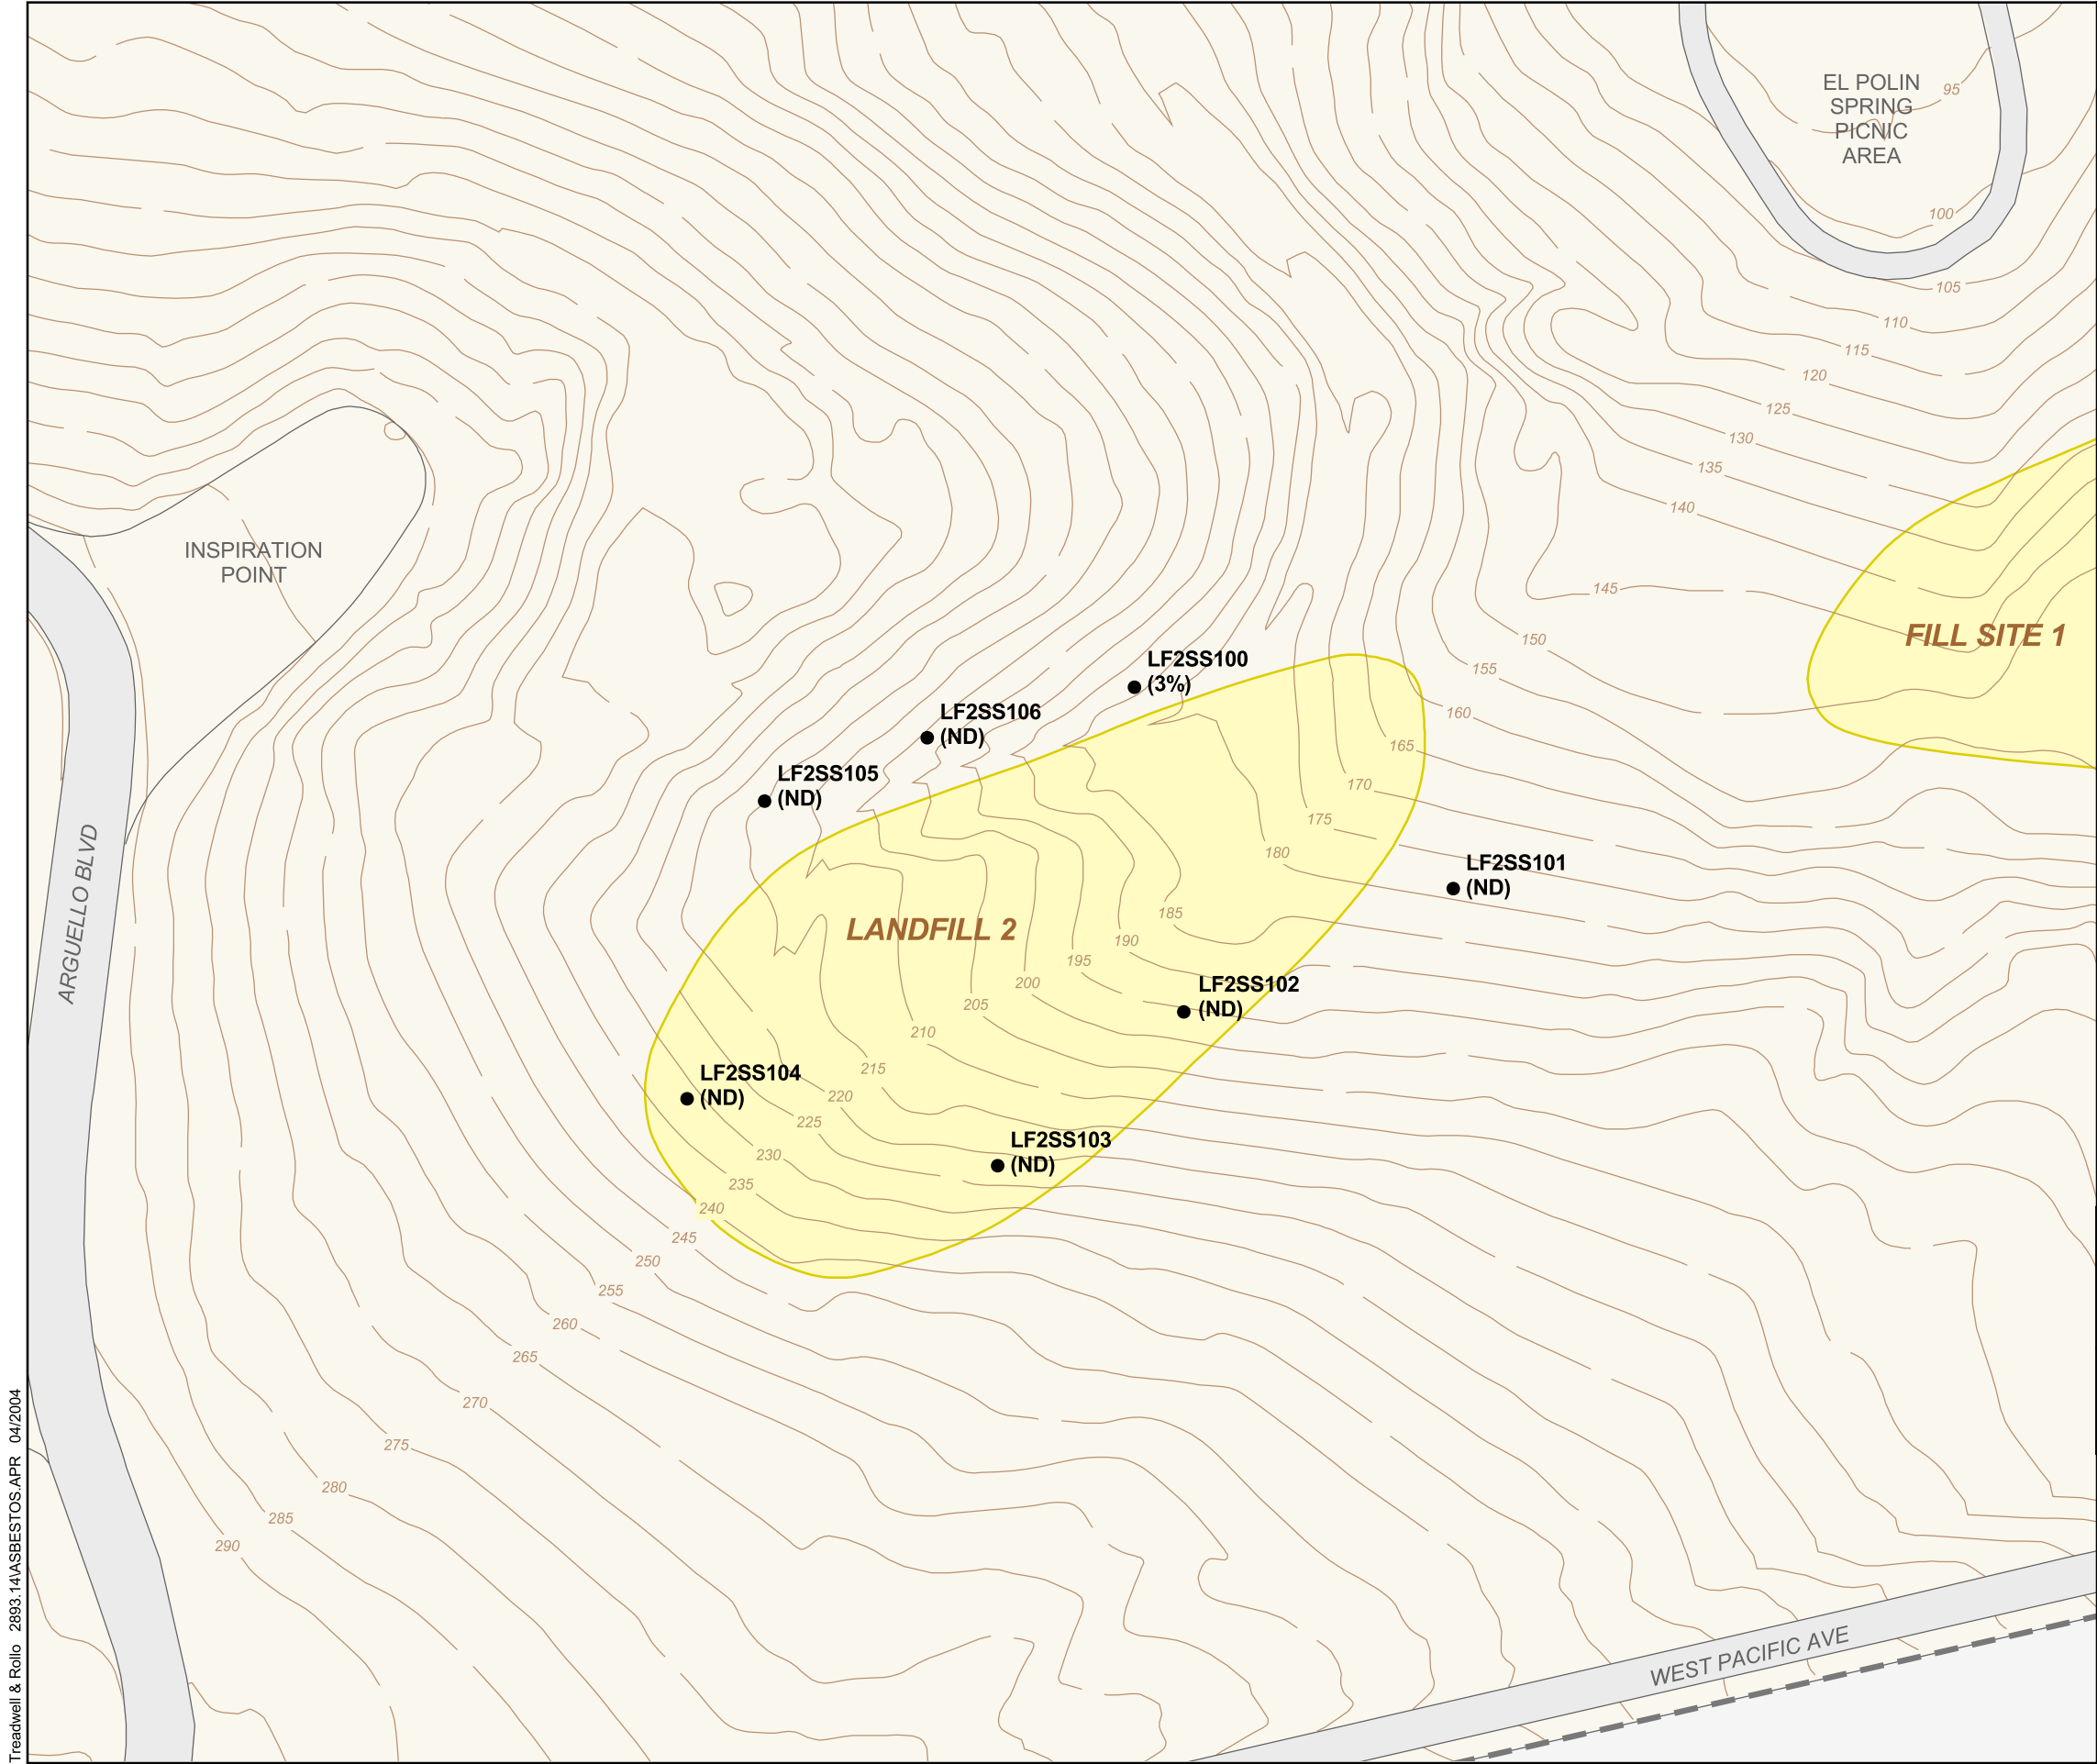 EL POLIN
SPRING
PICNIC
AREA
95
100
105
110
115
120
125
130
135
140
145
150
155
160
165
170
175
180
185
190
195
200
205
210
215
220
225
230
235
240
245
250
255
260
265
270
275
280
285
290
INSPIRATION
POINT
FILL SITE 1
LF2SS100
(3%)
LF2SS106
(ND)
LF2SS105
(ND)
LF2SS101
(ND)
LANDFILL 2
LF2SS102
(ND)
LF2SS104
(ND)
LF2SS103
(ND)
ARGUELLO BLVD
WEST PACIFIC AVE
Treadwell & Rollo 2893.14\ASBESTOS.APR 04/2004